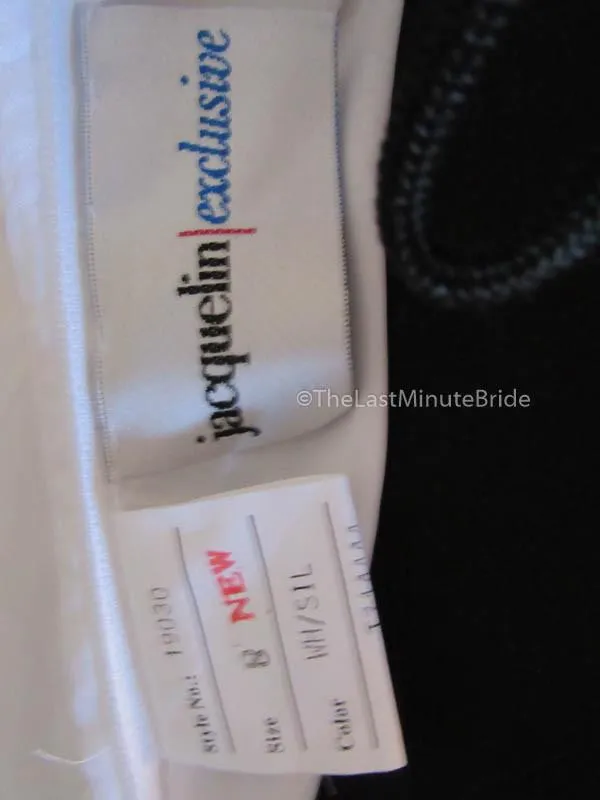 jacquelin|exclusive
©TheLastMinuteBride
Style No.: 19030
Size 8 NEW
Color WH/SIL